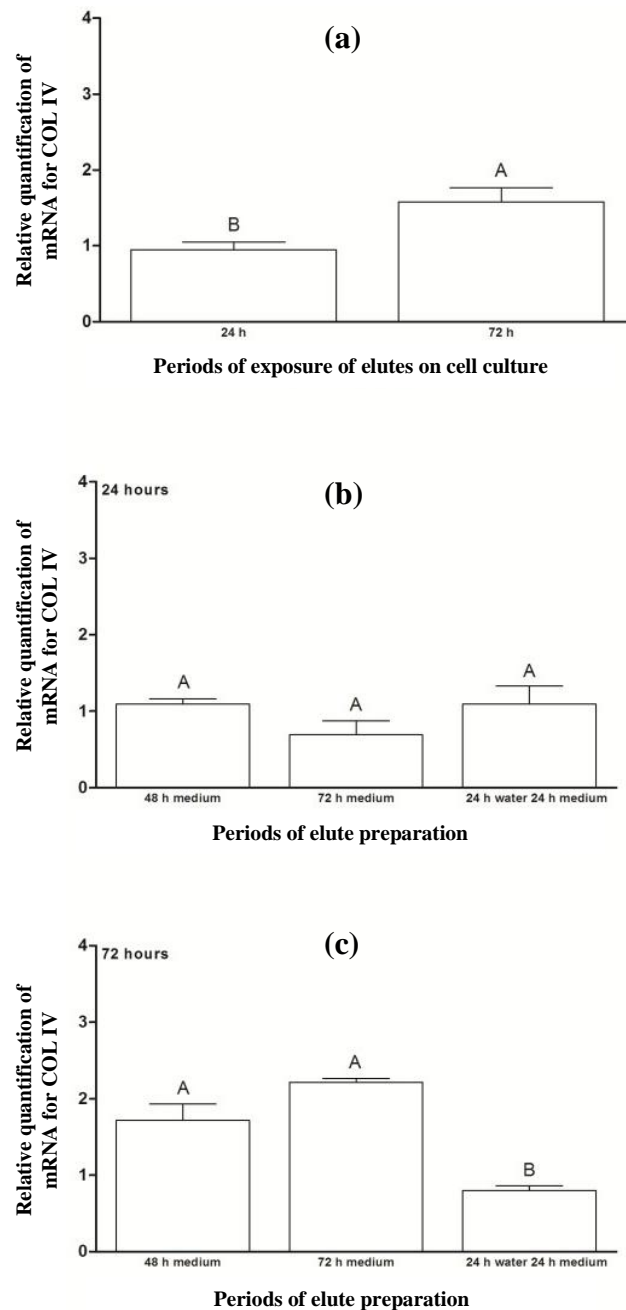 (a)
Relative quantification of
mRNA for COL IV
4
3
2
1
0
B
A
24 h
72 h
Periods of exposure of elutes on cell culture
(b)
24 hours
Relative quantification of
mRNA for COL IV
4
3
2
1
0
A
A
A
48 h medium
72 h medium
24 h water 24 h medium
Periods of elute preparation
(c)
72 hours
Relative quantification of
mRNA for COL IV
4
3
2
1
0
A
A
B
48 h medium
72 h medium
24 h water 24 h medium
Periods of elute preparation